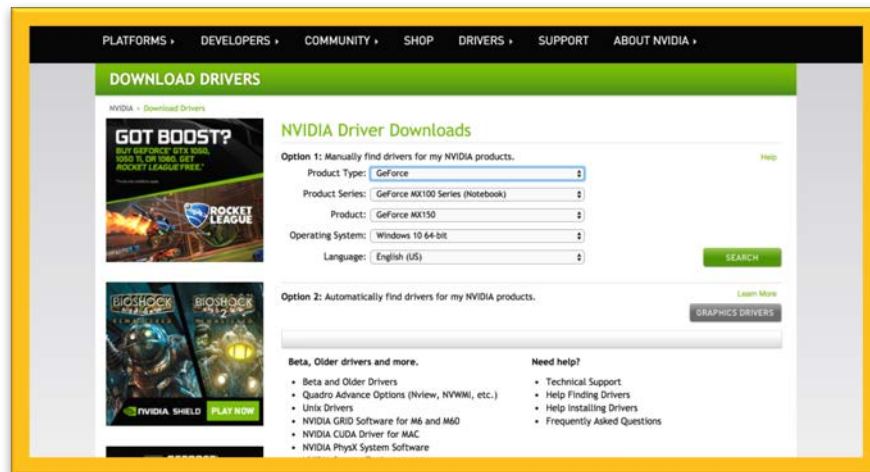 PLATFORMS › DEVELOPERS › COMMUNITY › SHOP DRIVERS › SUPPORT ABOUT NVIDIA ›
DOWNLOAD DRIVERS
NVIDIA > Download Drivers
GOT BOOST?
BUY GEFORCE® GTX 1050,
1050 TI, OR 1060. GET
ROCKET LEAGUE FREE.*
ROCKET
LEAGUE
BIOSHOCK
REMASTERED
BIOSHOCK
2
REMASTERED
NVIDIA. SHIELD PLAY NOW
NVIDIA Driver Downloads
Option 1: Manually find drivers for my NVIDIA products. Help
Product Type: GeForce
Product Series: GeForce MX100 Series (Notebook)
Product: GeForce MX150
Operating System: Windows 10 64-bit
Language: English (US)
SEARCH
Option 2: Automatically find drivers for my NVIDIA products. Learn More
GRAPHICS DRIVERS
Beta, Older drivers and more.
• Beta and Older Drivers
• Quadro Advance Options (Nview, NVWMI, etc.)
• Unix Drivers
• NVIDIA GRID Software for M6 and M60
• NVIDIA CUDA Driver for MAC
• NVIDIA PhysX System Software
Need help?
• Technical Support
• Help Finding Drivers
• Help Installing Drivers
• Frequently Asked Questions